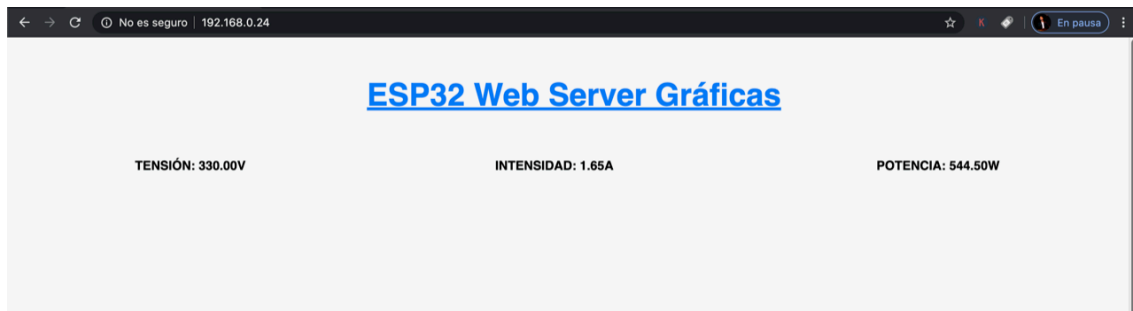 No es seguro | 192.168.0.24
K
En pausa
ESP32 Web Server Gráficas
TENSIÓN: 330.00V INTENSIDAD: 1.65A POTENCIA: 544.50W